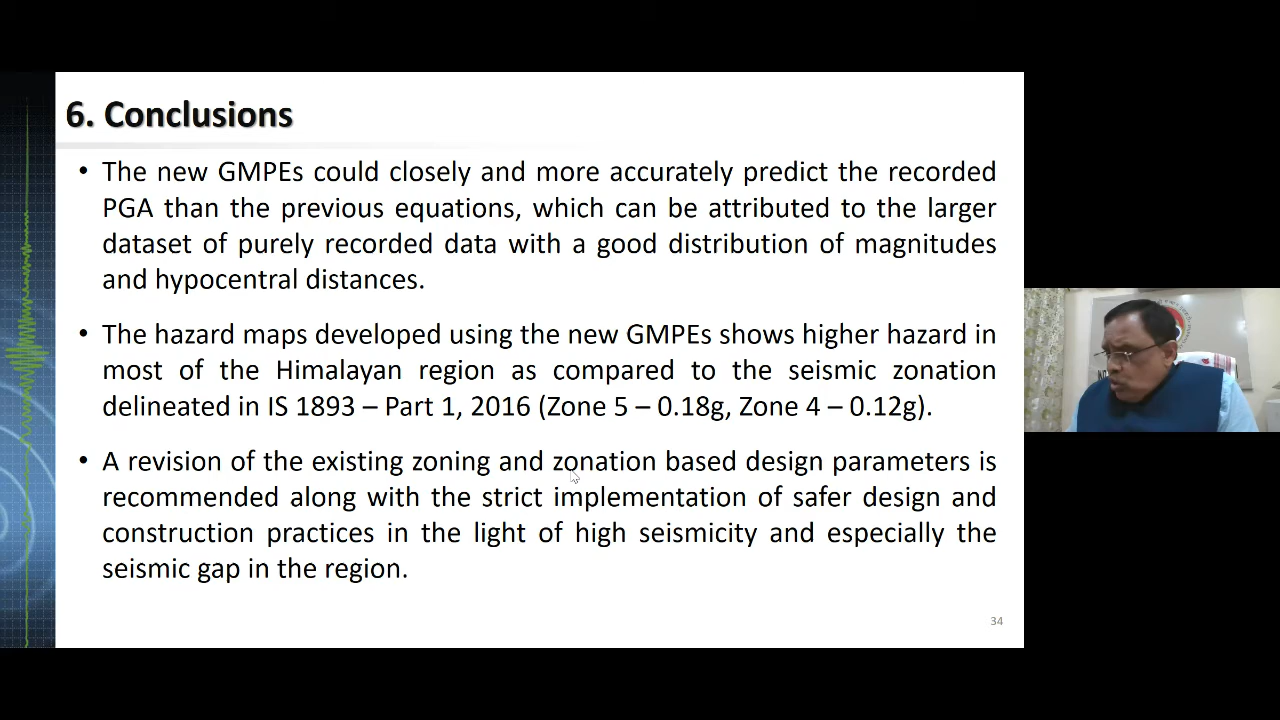 6. Conclusions
• The new GMPEs could closely and more accurately predict the recorded
PGA than the previous equations, which can be attributed to the larger
dataset of purely recorded data with a good distribution of magnitudes
and hypocentral distances.
• The hazard maps developed using the new GMPEs shows higher hazard in
most of the Himalayan region as compared to the seismic zonation
delineated in IS 1893 – Part 1, 2016 (Zone 5 – 0.18g, Zone 4 – 0.12g).
• A revision of the existing zoning and zonation based design parameters is
recommended along with the strict implementation of safer design and
construction practices in the light of high seismicity and especially the
seismic gap in the region.
34